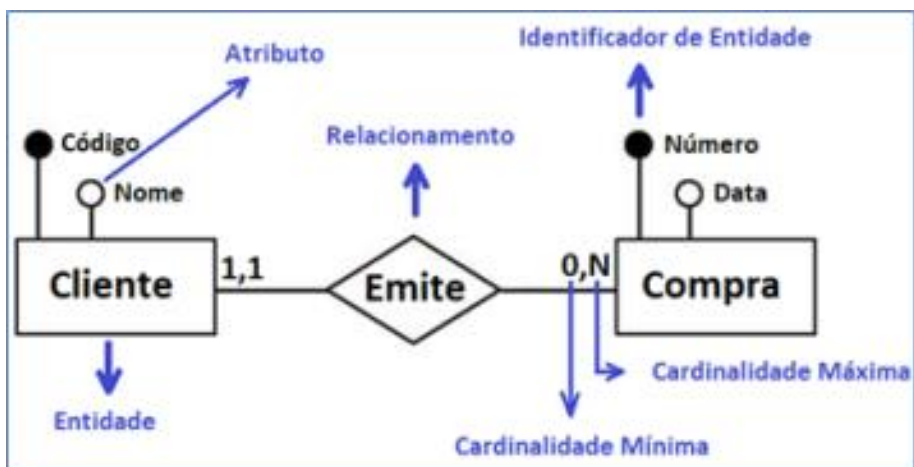 Atributo
Identificador de Entidade
Código
Relacionamento
Número
Nome
Data
Cliente
1,1
Emite
0,N
Compra
Cardinalidade Máxima
Entidade
Cardinalidade Mínima